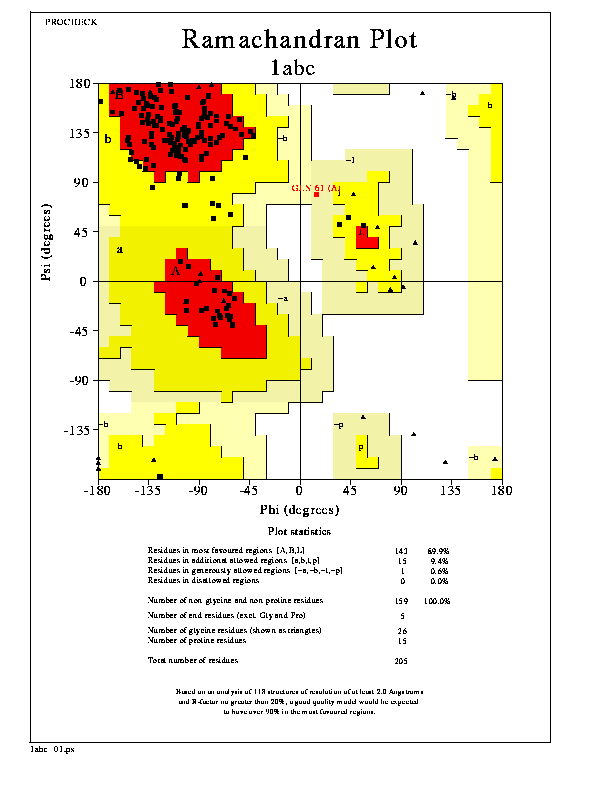 PROCHECK
Ramachandran Plot
1abc
B
A
L
b
a
l
p
~b
~b
b
~l
GLN 61 (A)
~a
~b
b
~p
~b
180
135
90
45
0
-45
-90
-135
-180
-135
-90
-45
0
45
90
135
180
Psi (degrees)
Phi (degrees)
Plot statistics
Residues in most favoured regions [A,B,L] 143 89.9%
Residues in additional allowed regions [a,b,l,p] 15 9.4%
Residues in generously allowed regions [~a,~b,~l,~p] 1 0.6%
Residues in disallowed regions 0 0.0%
Number of non-glycine and non-proline residues 159 100.0%
Number of end residues (excl. Gly and Pro) 5
Number of glycine residues (shown as triangles) 26
Number of proline residues 15
Total number of residues 205
Based on an analysis of 118 structures of resolution of at least 2.0 Angstroms
and R-factor no greater than 20%, a good quality model would be expected
to have over 90% in the most favoured regions.
1abc_01.ps